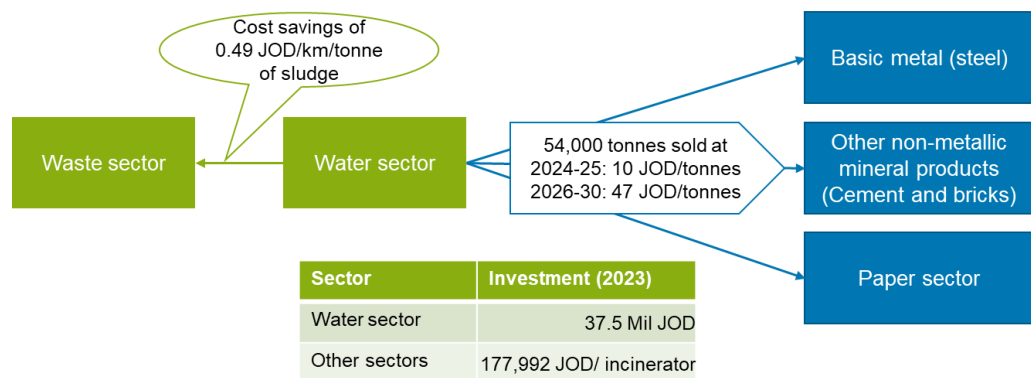 Cost savings of
0.49 JOD/km/tonne
of sludge
Waste sector
Water sector
54,000 tonnes sold at
2024-25: 10 JOD/tonnes
2026-30: 47 JOD/tonnes
Basic metal (steel)
Other non-metallic
mineral products
(Cement and bricks)
Paper sector
Sector Investment (2023)
Water sector 37.5 Mil JOD
Other sectors 177,992 JOD/ incinerator